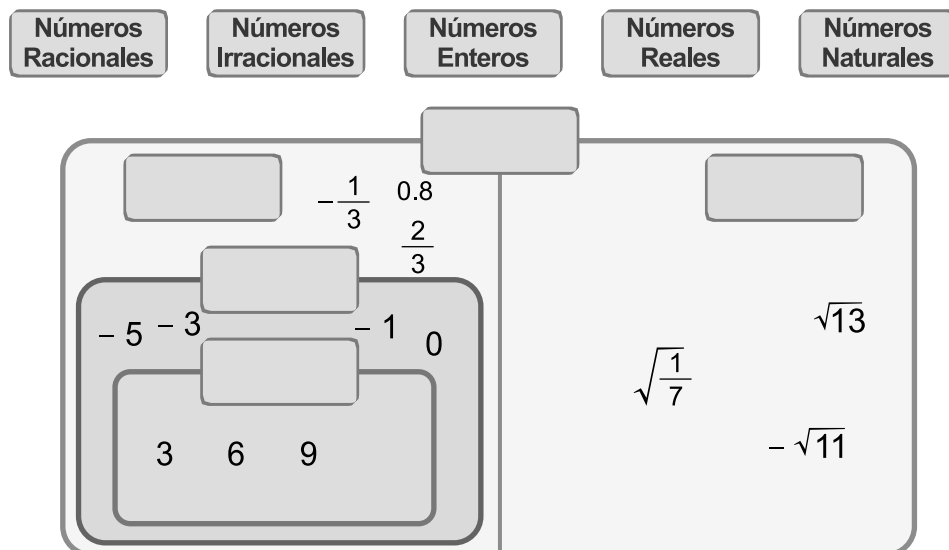 Números Racionales
Números Irracionales
Números Enteros
Números Reales
Números Naturales
-1/3 0.8
2/3
– 5 – 3 – 1 0
√13
√(1/7)
3 6 9
– √11